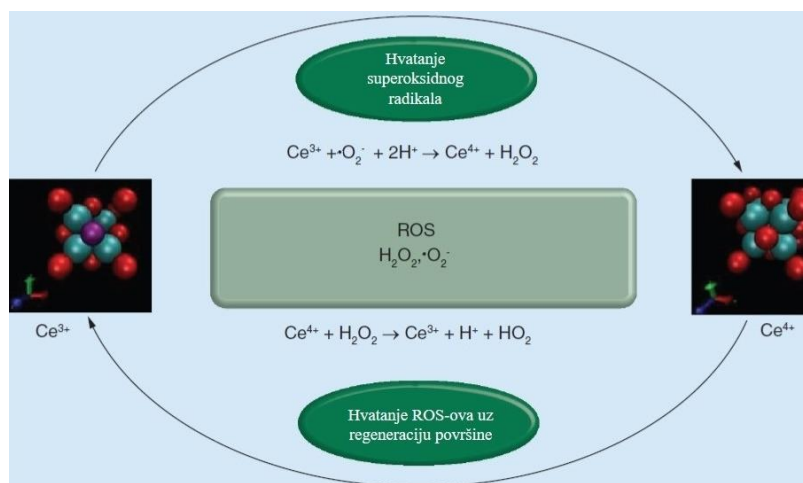 Hvatanje
superoksidnog
radikala
Ce³⁺ +•O₂⁻ + 2H⁺ → Ce⁴⁺ + H₂O₂
ROS
H₂O₂,•O₂⁻
Ce³⁺
Ce⁴⁺ + H₂O₂ → Ce³⁺ + H⁺ + HO₂
Ce⁴⁺
Hvatanje ROS-ova uz
regeneraciju površine